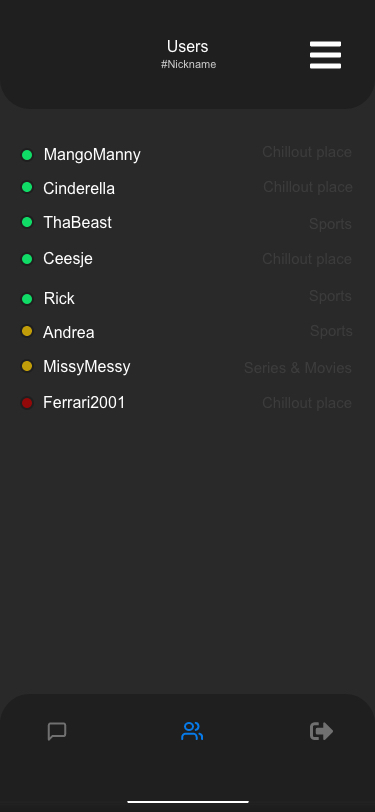 Users
#Nickname
MangoManny Chillout place
Cinderella Chillout place
ThaBeast Sports
Ceesje Chillout place
Rick Sports
Andrea Sports
MissyMessy Series & Movies
Ferrari2001 Chillout place